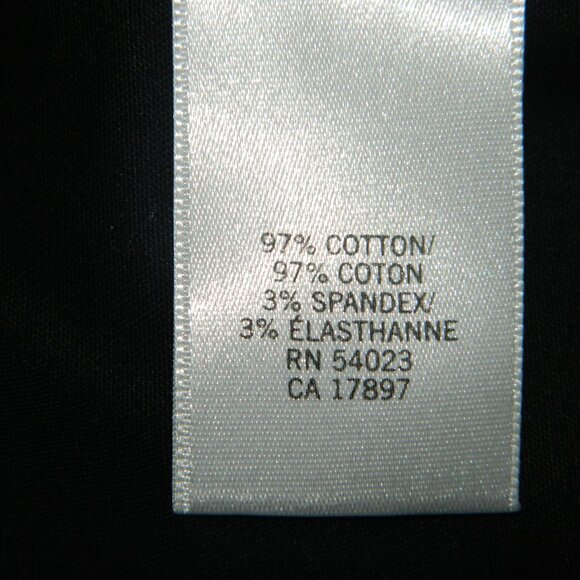 97% COTTON/
97% COTON
3% SPANDEX/
3% ÉLASTHANNE
RN 54023
CA 17897